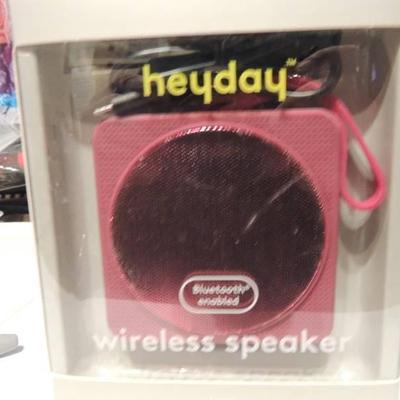 heyday™
Bluetooth®
enabled
wireless speaker